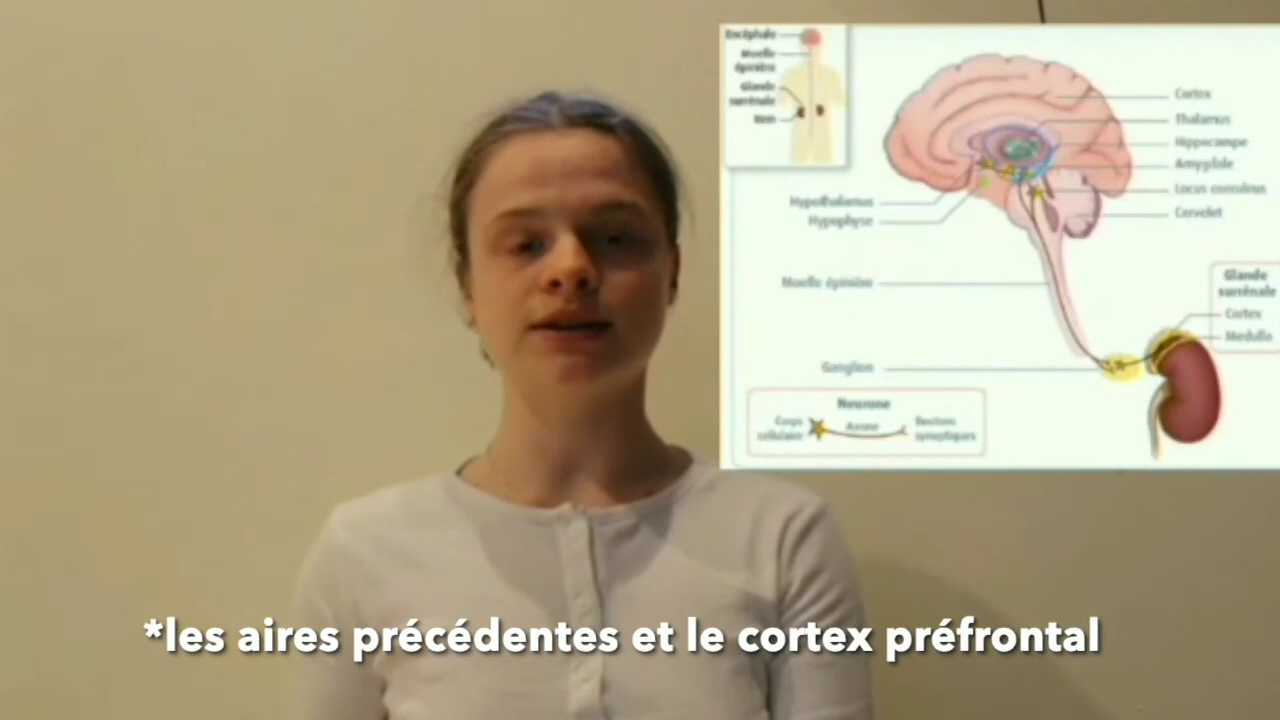 Encéphale
Moelle
épinière
Glande
surrénale
Rein
Cortex
Thalamus
Hippocampe
Amygdale
Locus coeruleus
Cervelet
Hypothalamus
Hypophyse
Moelle épinière
Glande
surrénale
Cortex
Medulla
Ganglion
Neurone
Corps
cellulaire
Axone
Boutons
synaptiques
*les aires précédentes et le cortex préfrontal